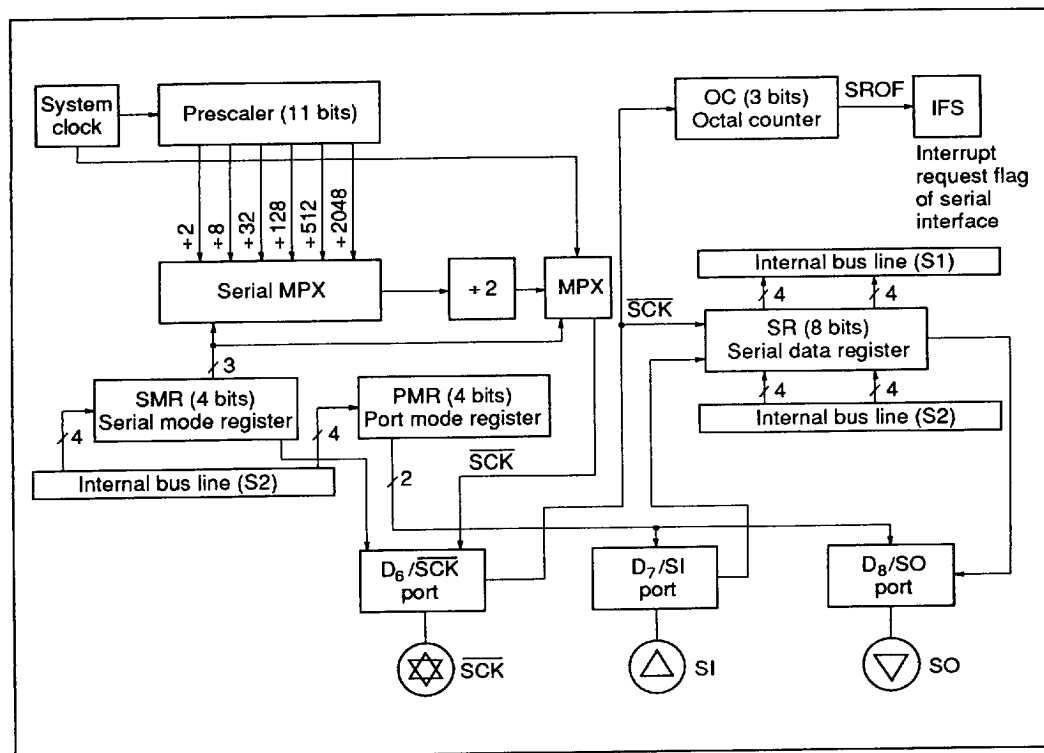 System
clock
Prescaler (11 bits)
OC (3 bits)
Octal counter
SROF
IFS
Interrupt
request flag
of serial
interface
÷2
÷8
÷32
÷128
÷512
÷2048
Serial MPX
÷2
MPX
SCK
Internal bus line (S1)
4
4
SR (8 bits)
Serial data register
4
4
Internal bus line (S2)
3
SMR (4 bits)
Serial mode register
PMR (4 bits)
Port mode register
4
4
SCK
2
Internal bus line (S2)
D6/SCK
port
D7/SI
port
D8/SO
port
SCK
SI
SO